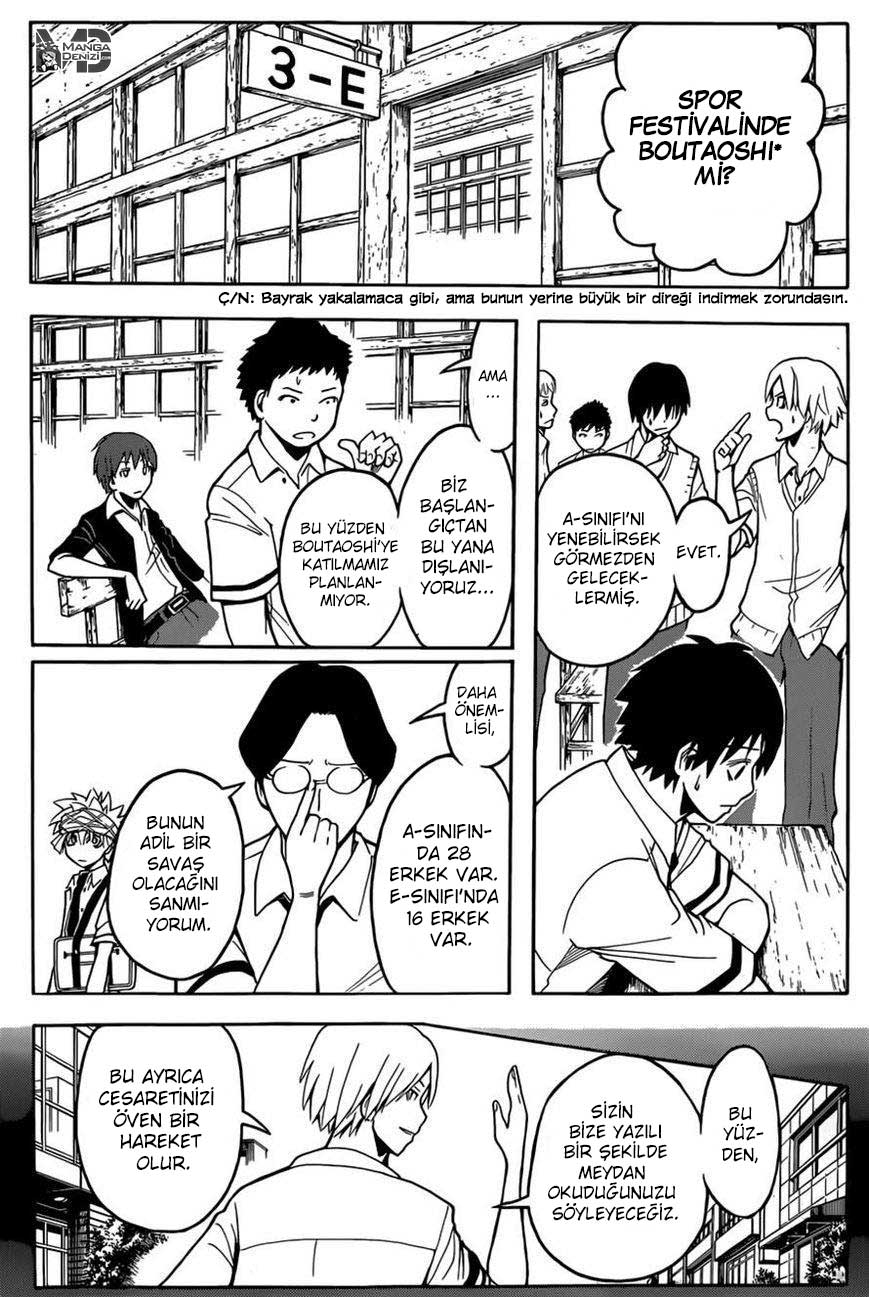 MANGA
DENİZİ.com
3-E
SPOR
FESTİVALİNDE
BOUTAOSHI*
Mİ?
Ç/N: Bayrak yakalamaca gibi, ama bunun yerine büyük bir direği indirmek zorundasın.
EVET.
A-SINIFI'NI
YENEBİLİRSEK
GÖRMEZDEN
GELECEK-
LERMİŞ.
AMA
...
BİZ
BAŞLAN-
GIÇTAN
BU YANA
DIŞLANI-
YORUZ...
BU YÜZDEN
BOUTAOSHI'YE
KATILMAMIZ
PLANLAN-
MIYOR.
DAHA
ÖNEM-
LİSİ,
A-SINIFIN-
DA 28
ERKEK VAR.
E-SINIFI'NDA
16 ERKEK
VAR.
BUNUN
ADİL BİR
SAVAŞ
OLACAĞINI
SANMI-
YORUM.
BU
YÜZ-
DEN,
SİZİN
BİZE YAZILI
BİR ŞEKİLDE
MEYDAN
OKUDUĞUNUZU
SÖYLEYECEĞİZ.
BU AYRICA
CESARETİNİZİ
ÖVEN BİR
HAREKET
OLUR.